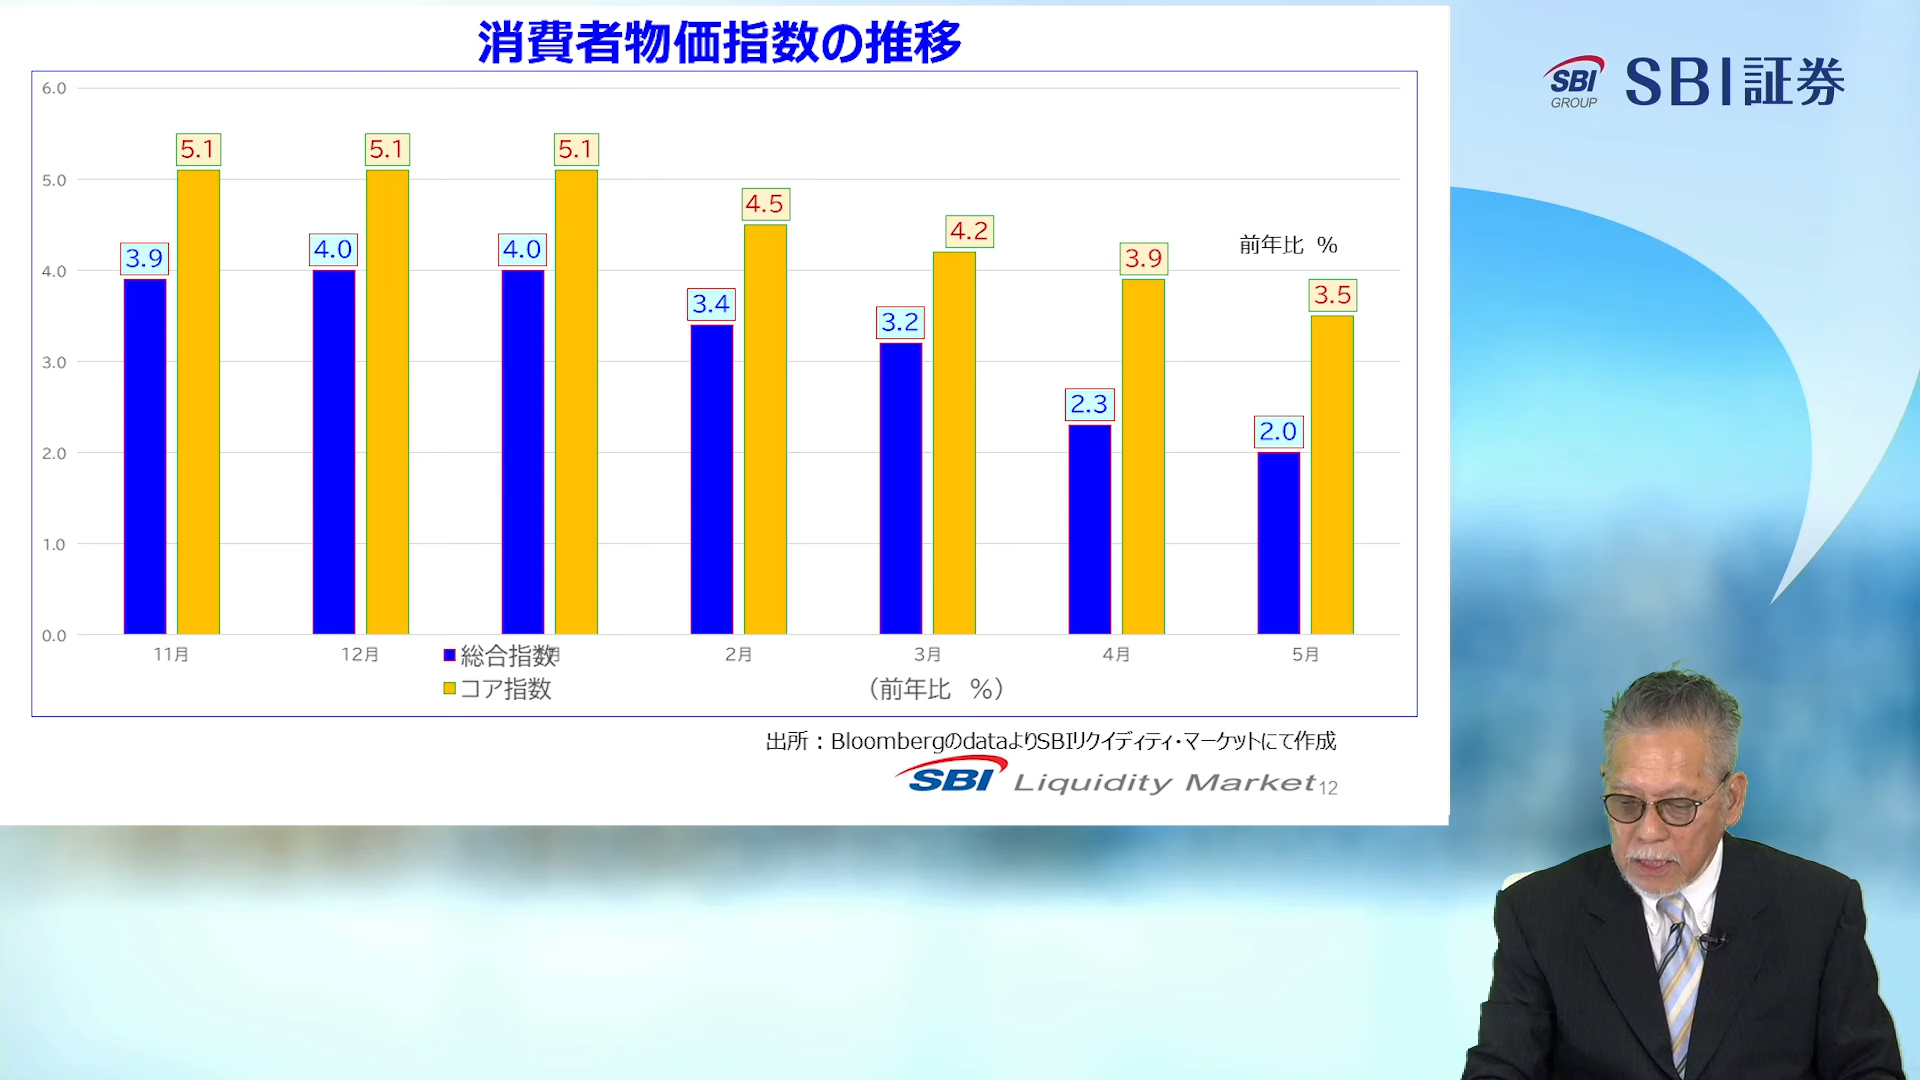 消費者物価指数の推移
SBI
GROUP
SBI証券
6.0
5.0
4.0
3.0
2.0
1.0
0.0
3.9
5.1
4.0
5.1
4.0
5.1
3.4
4.5
3.2
4.2
2.3
3.9
2.0
3.5
前年比 %
11月
12月
月
2月
3月
4月
5月
総合指数
コア指数
(前年比 %)
出所：BloombergのdataよりSBIリクイディティ・マーケットにて作成
SBI Liquidity Market 12